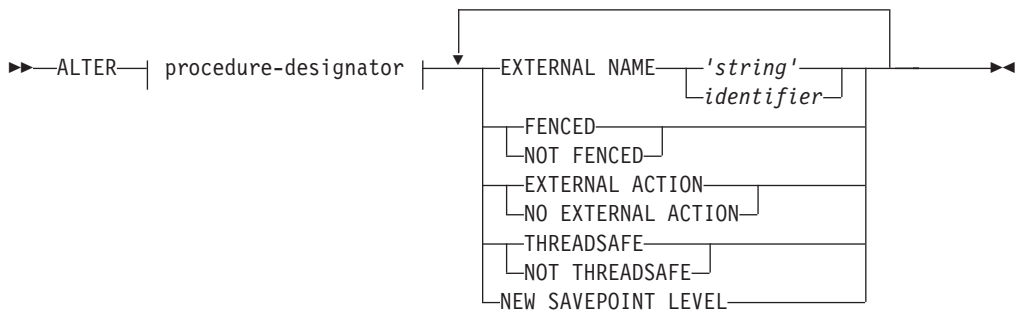 ALTER procedure-designator EXTERNAL NAME 'string'
identifier
FENCED
NOT FENCED
EXTERNAL ACTION
NO EXTERNAL ACTION
THREADSAFE
NOT THREADSAFE
NEW SAVEPOINT LEVEL